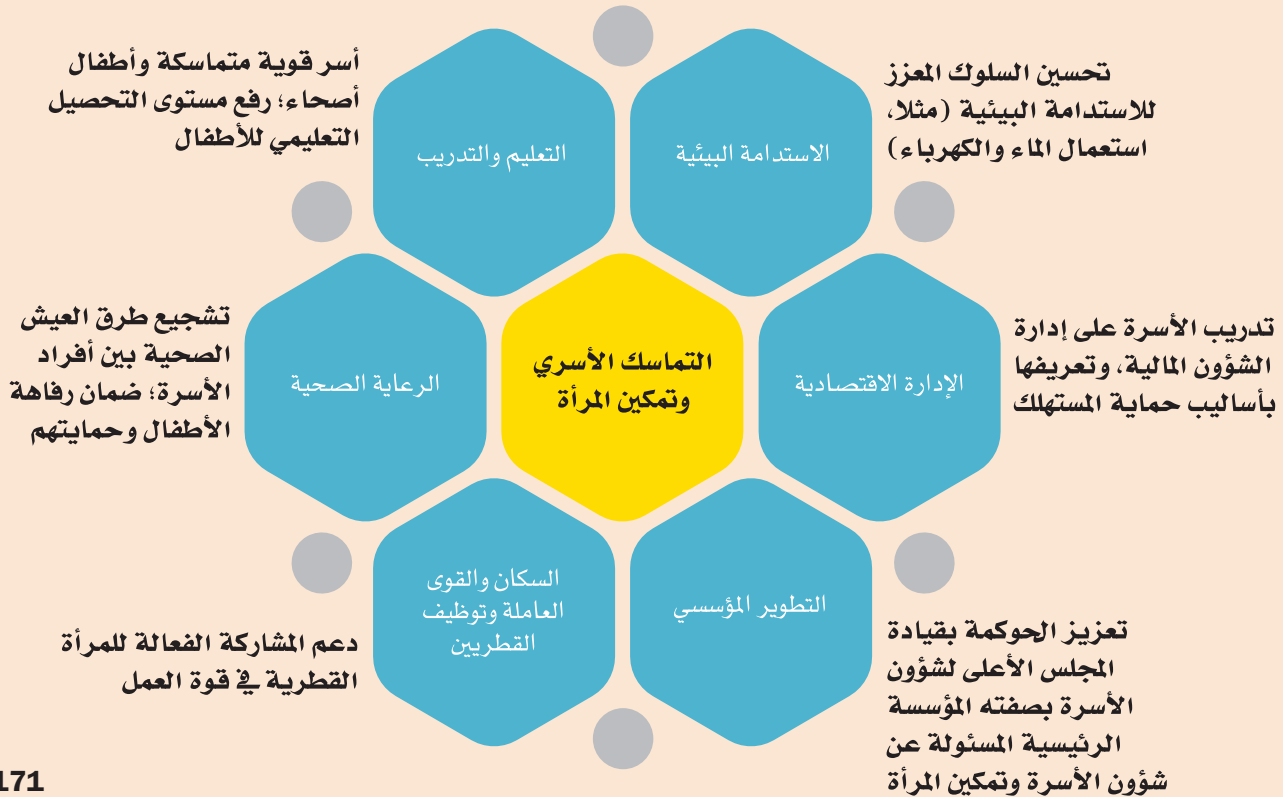 تحسين السلوك المعزز
للاستدامة البيئية (مثلا،
استعمال الماء والكهرباء)
الاستدامة البيئية
التعليم والتدريب
أسر قوية متماسكة وأطفال
أصحاء؛ رفع مستوى التحصيل
التعليمي للأطفال
تدريب الأسرة على إدارة
الشؤون المالية، وتعريفها
بأساليب حماية المستهلك
الإدارة الاقتصادية
التماسك الأسري
وتمكين المرأة
الرعاية الصحية
تشجيع طرق العيش
الصحية بين أفراد
الأسرة؛ ضمان رفاهة
الأطفال وحمايتهم
تعزيز الحوكمة بقيادة
المجلس الأعلى لشؤون
الأسرة بصفته المؤسسة
الرئيسية المسئولة عن
شؤون الأسرة وتمكين المرأة
التطوير المؤسسي
السكان والقوى
العاملة وتوظيف
القطريين
دعم المشاركة الفعالة للمرأة
القطرية في قوة العمل
171